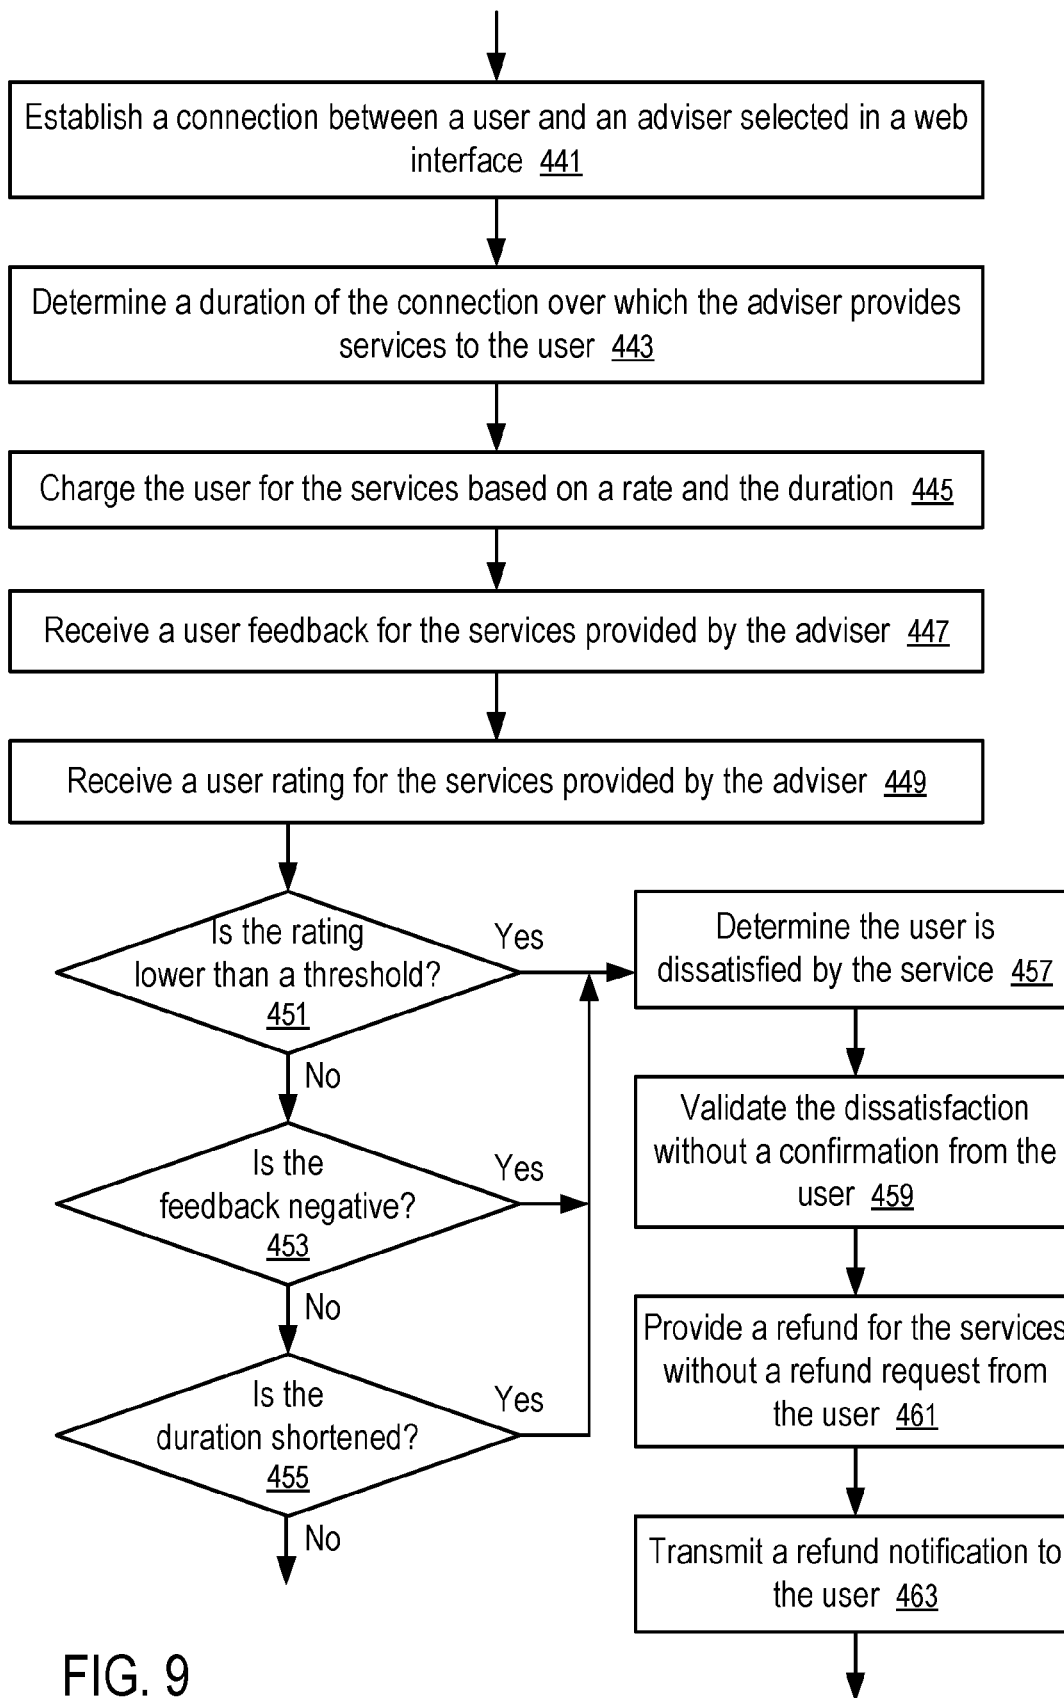 Establish a connection between a user and an adviser selected in a web
interface 441
Determine a duration of the connection over which the adviser provides
services to the user 443
Charge the user for the services based on a rate and the duration 445
Receive a user feedback for the services provided by the adviser 447
Receive a user rating for the services provided by the adviser 449
Is the rating
lower than a threshold?
451
Yes
No
Determine the user is
dissatisfied by the service 457
Is the
feedback negative?
453
Yes
No
Validate the dissatisfaction
without a confirmation from the
user 459
Is the
duration shortened?
455
Yes
No
Provide a refund for the services
without a refund request from
the user 461
Transmit a refund notification to
the user 463
FIG. 9